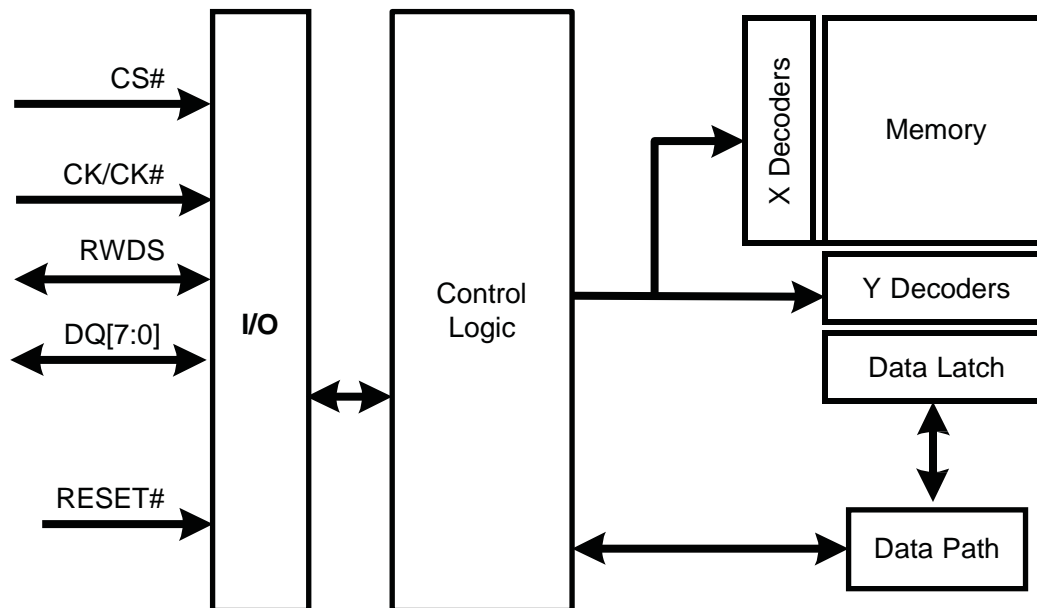 CS#
CK/CK#
RWDS
DQ[7:0]
RESET#
I/O
Control
Logic
X Decoders
Memory
Y Decoders
Data Latch
Data Path